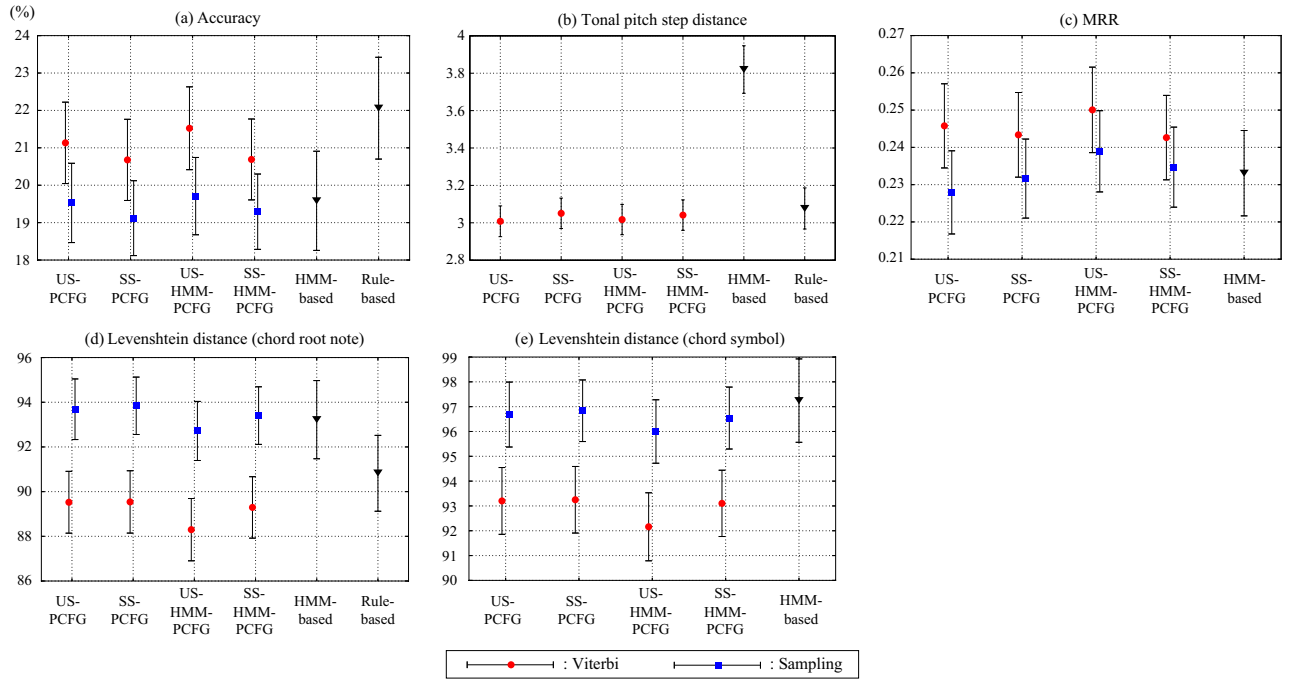 (%)
(a) Accuracy
24
23
22
21
20
19
18
US-
PCFG
SS-
PCFG
US-
HMM-
PCFG
SS-
HMM-
PCFG
HMM-
based
Rule-
based
(b) Tonal pitch step distance
4
3.8
3.6
3.4
3.2
3
2.8
US-
PCFG
SS-
PCFG
US-
HMM-
PCFG
SS-
HMM-
PCFG
HMM-
based
Rule-
based
(c) MRR
0.27
0.26
0.25
0.24
0.23
0.22
0.21
US-
PCFG
SS-
PCFG
US-
HMM-
PCFG
SS-
HMM-
PCFG
HMM-
based
(d) Levenshtein distance (chord root note)
96
94
92
90
88
86
US-
PCFG
SS-
PCFG
US-
HMM-
PCFG
SS-
HMM-
PCFG
HMM-
based
Rule-
based
(e) Levenshtein distance (chord symbol)
99
98
97
96
95
94
93
92
91
90
US-
PCFG
SS-
PCFG
US-
HMM-
PCFG
SS-
HMM-
PCFG
HMM-
based
: Viterbi
: Sampling